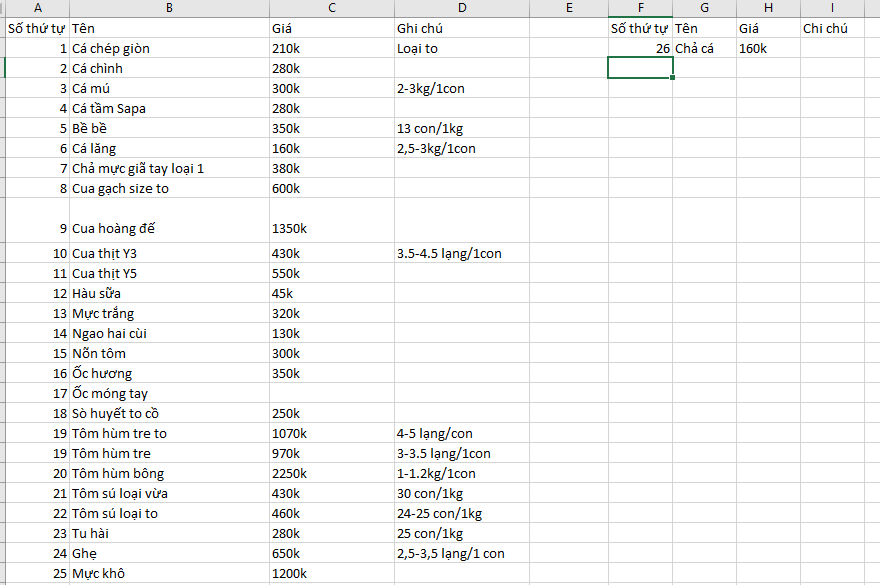 A B C D E F G H I
Số thứ tự Tên Giá Ghi chú Số thứ tự Tên Giá Chi chú
1 Cá chép giòn 210k Loại to 26 Chả cá 160k
2 Cá chình 280k
3 Cá mú 300k 2-3kg/1con
4 Cá tầm Sapa 280k
5 Bề bề 350k 13 con/1kg
6 Cá lăng 160k 2,5-3kg/1con
7 Chả mực giã tay loại 1 380k
8 Cua gạch size to 600k
9 Cua hoàng đế 1350k
10 Cua thịt Y3 430k 3.5-4.5 lạng/1con
11 Cua thịt Y5 550k
12 Hàu sữa 45k
13 Mực trắng 320k
14 Ngao hai cùi 130k
15 Nõn tôm 300k
16 Ốc hương 350k
17 Ốc móng tay
18 Sò huyết to cồ 250k
19 Tôm hùm tre to 1070k 4-5 lạng/con
19 Tôm hùm tre 970k 3-3.5 lạng/1con
20 Tôm hùm bông 2250k 1-1.2kg/1con
21 Tôm sú loại vừa 430k 30 con/1kg
22 Tôm sú loại to 460k 24-25 con/1kg
23 Tu hài 280k 25 con/1kg
24 Ghẹ 650k 2,5-3,5 lạng/1 con
25 Mực khô 1200k